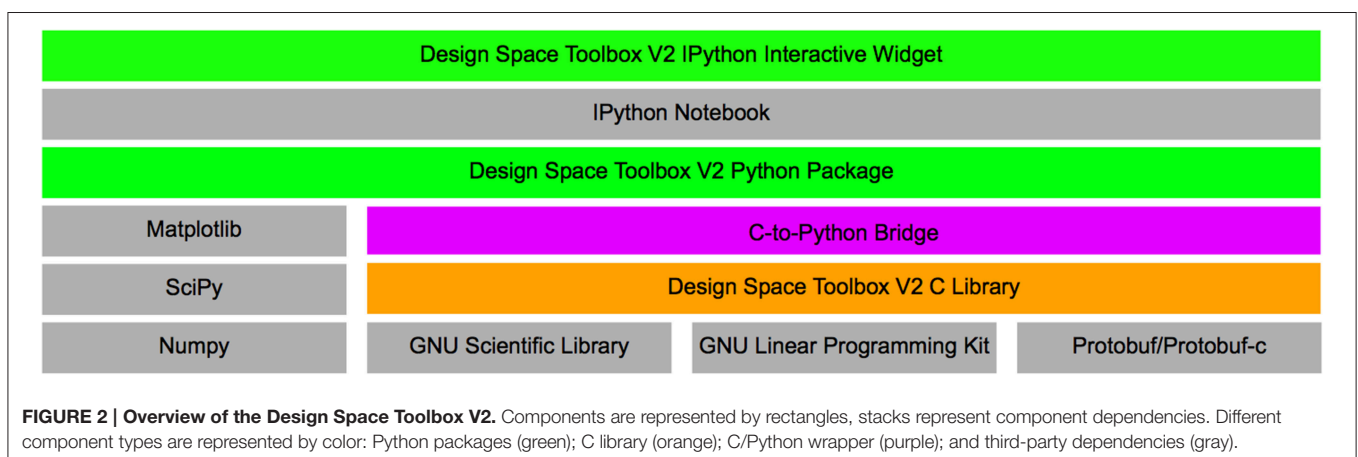 Design Space Toolbox V2 IPython Interactive Widget
IPython Notebook
Design Space Toolbox V2 Python Package
Matplotlib
C-to-Python Bridge
SciPy
Design Space Toolbox V2 C Library
Numpy
GNU Scientific Library
GNU Linear Programming Kit
Protobuf/Protobuf-c
FIGURE 2 | Overview of the Design Space Toolbox V2. Components are represented by rectangles, stacks represent component dependencies. Different
component types are represented by color: Python packages (green); C library (orange); C/Python wrapper (purple); and third-party dependencies (gray).